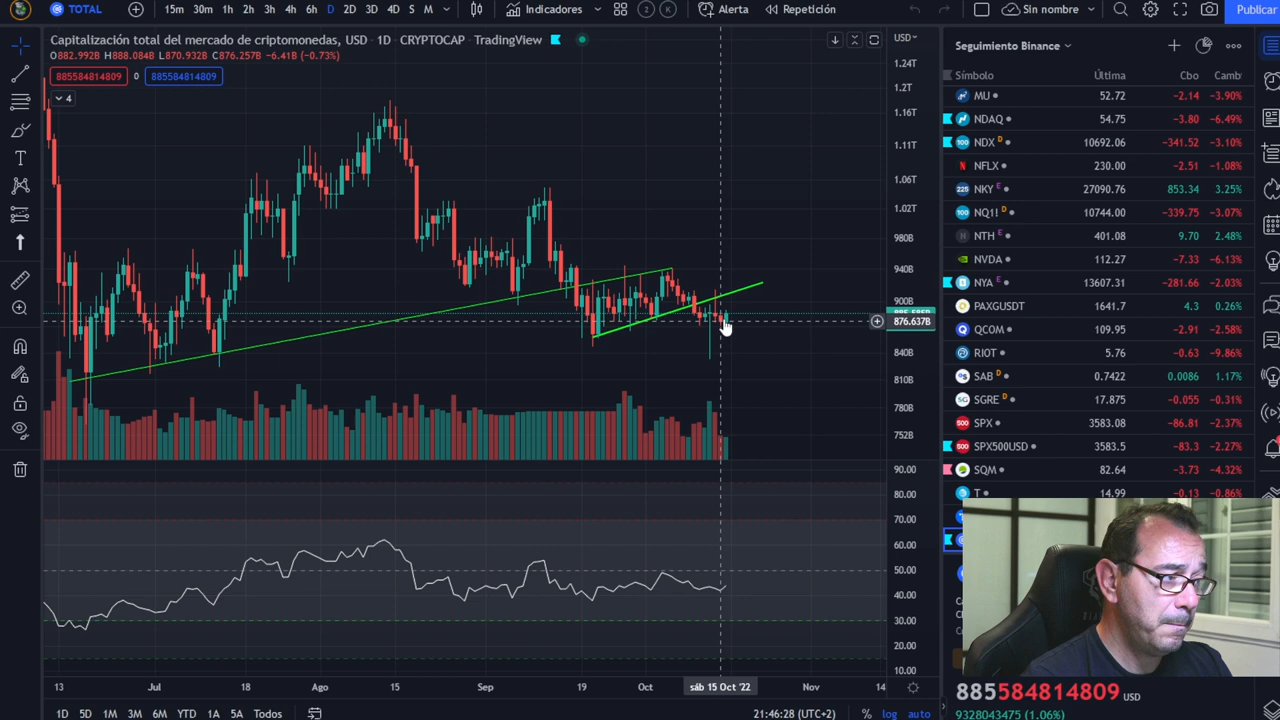 TOTAL 15m 30m 1h 2h 3h 4h 6h D 2D 3D 4D S M Indicadores 2 K Alerta Repetición Sin nombre Publicar
Capitalización total del mercado de criptomonedas, USD · 1D · CRYPTOCAP · TradingView
O882.992B H888.084B L870.932B C876.257B −6.41B (−0.73%)
885584814809 0 885584814809
4
USD
1.24T
1.2T
1.16T
1.11T
1.06T
1.02T
980B
940B
900B
876.637B
840B
810B
780B
752B
90.00
80.00
70.00
60.00
50.00
40.00
30.00
20.00
10.00
13 Jul 18 Ago 15 Sep 19 Oct sáb 15 Oct '22 Nov 14
1D 5D 1M 3M 6M YTD 1A 5A Todos 21:46:28 (UTC+2) % log auto
Seguimiento Binance
Símbolo Última Cbo Camb
MU 52.72 −2.14 −3.90%
NDAQ 54.75 −3.80 −6.49%
NDX D 10692.06 −341.52 −3.10%
NFLX 230.00 −2.51 −1.08%
NKY E 27090.76 853.34 3.25%
NQ1! D 10744.00 −339.75 −3.07%
NTH E 401.08 9.70 2.48%
NVDA 112.27 −7.33 −6.13%
NYA E 13607.31 −281.66 −2.03%
PAXGUSDT 1641.7 4.3 0.26%
QCOM 109.95 −2.91 −2.58%
RIOT 5.76 −0.63 −9.86%
SAB D 0.7422 0.0086 1.17%
SGRE D 17.875 −0.055 −0.31%
SPX 3583.08 −86.81 −2.37%
SPX500USD 3583.5 −83.3 −2.27%
SQM 82.64 −3.73 −4.32%
T 14.99 −0.13 −0.86%
885584814809 USD
9328043475 (1.06%)